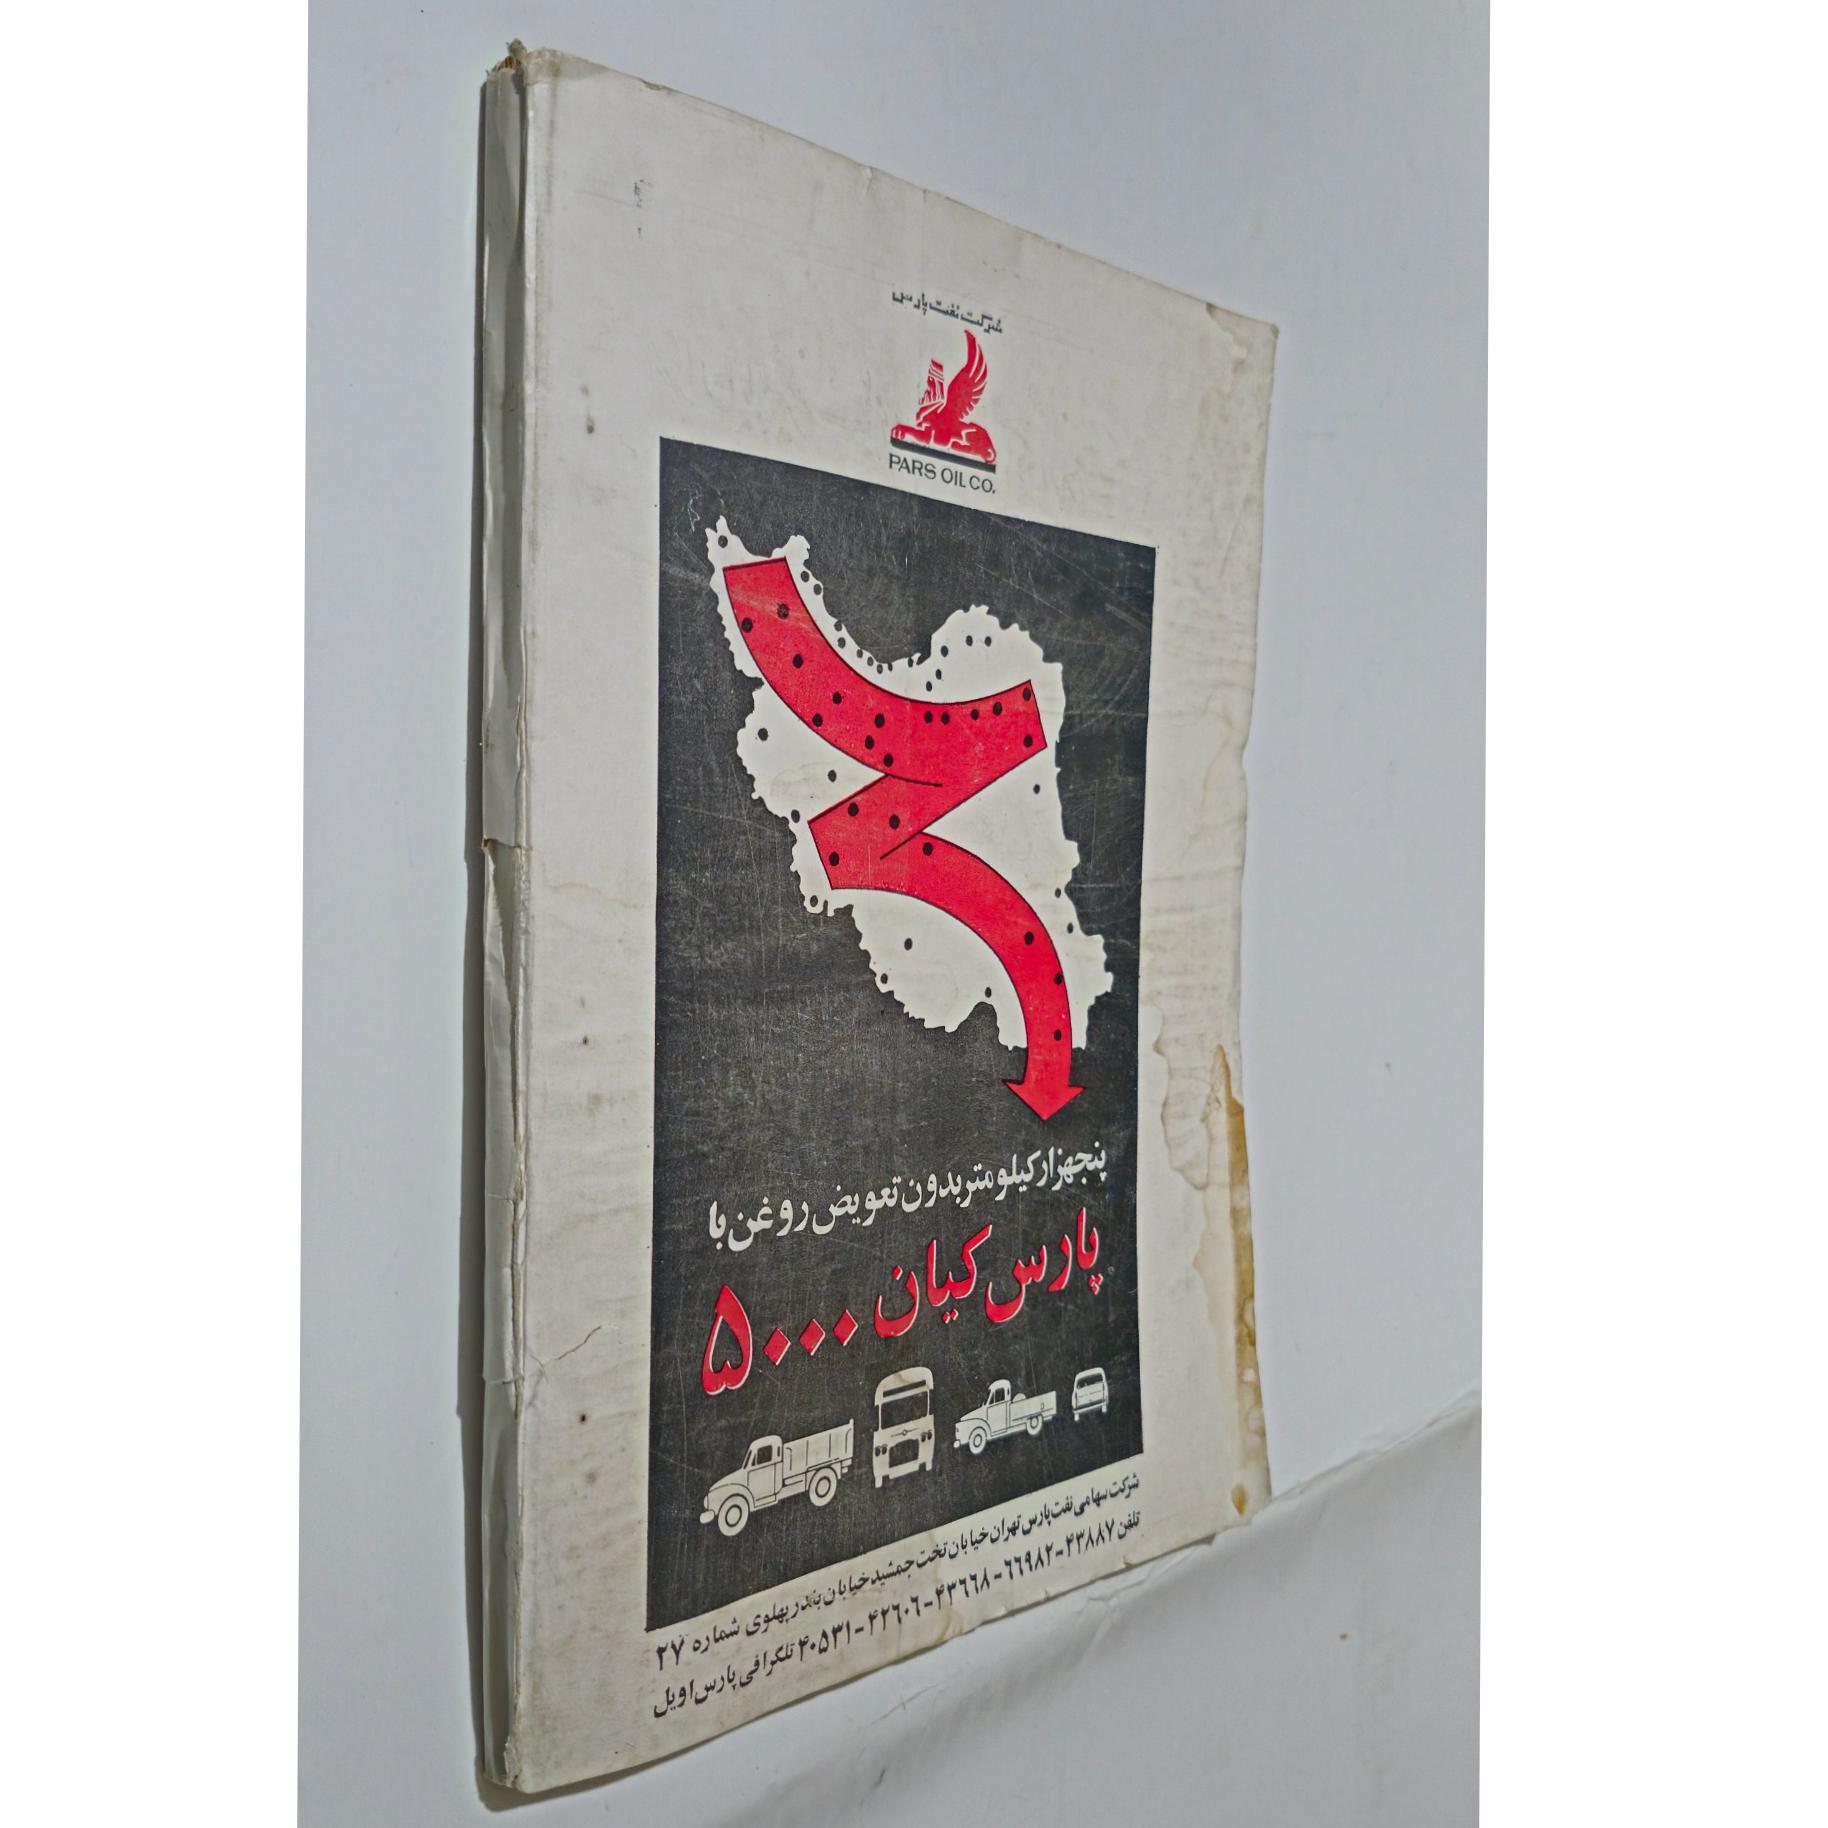 شرکت نفت پارس
PARS OIL CO.
پنجهزار کیلومتر بدون تعویض روغن با
پارس کیان ۵۰۰۰
شرکت سهامی نفت پارس تهران خیابان تخت جمشید خیابان بندر پهلوی شماره ۲۷
تلفن ۴۳۸۸۷-۶۶۹۸۲-۴۳۶۶۸-۴۲۶۰۶-۴۰۵۳۱ تلگرافی پارس اویل